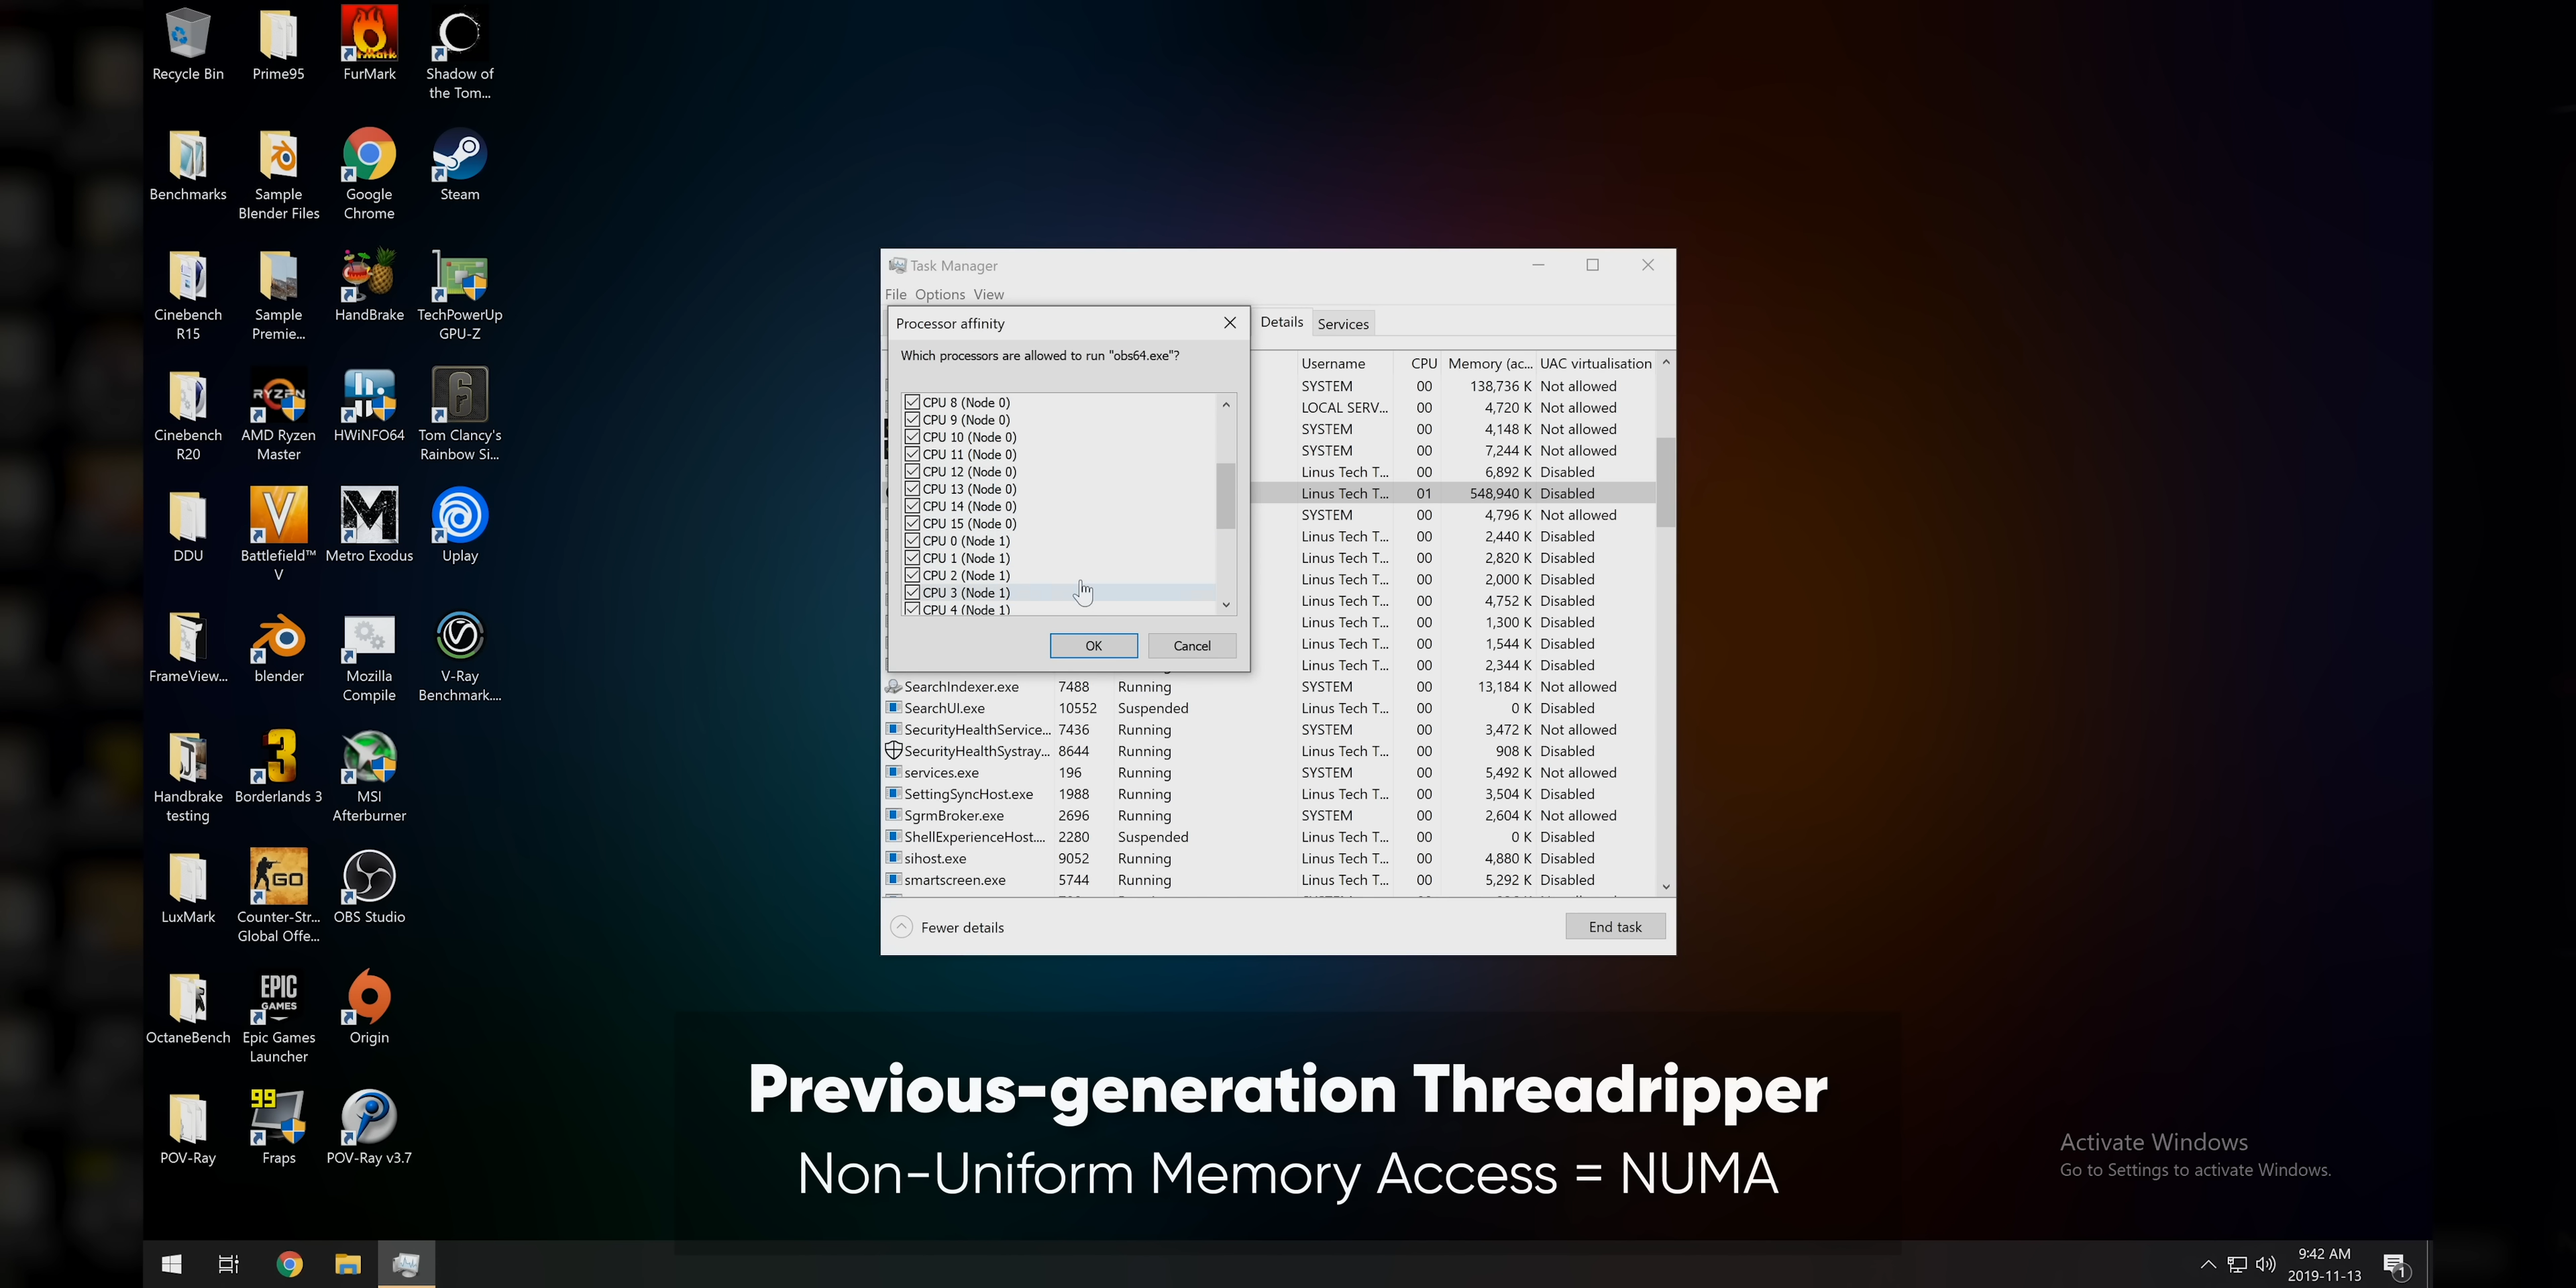 Recycle Bin
Prime95
FurMark
Shadow of
the Tom...
Benchmarks
Sample
Blender Files
Google
Chrome
Steam
Cinebench
R15
Sample
Premie...
HandBrake
TechPowerUp
GPU-Z
Cinebench
R20
AMD Ryzen
Master
HWiNFO64
Tom Clancy's
Rainbow Si...
DDU
Battlefield™
V
Metro Exodus
Uplay
FrameView...
blender
Mozilla
Compile
V-Ray
Benchmark....
Handbrake
testing
Borderlands 3
MSI
Afterburner
LuxMark
Counter-Str...
Global Offe...
OBS Studio
OctaneBench
EPIC
GAMES
Epic Games
Launcher
Origin
POV-Ray
99
Fraps
POV-Ray v3.7
Task Manager
File Options View
Processor affinity
Which processors are allowed to run "obs64.exe"?
CPU 8 (Node 0)
CPU 9 (Node 0)
CPU 10 (Node 0)
CPU 11 (Node 0)
CPU 12 (Node 0)
CPU 13 (Node 0)
CPU 14 (Node 0)
CPU 15 (Node 0)
CPU 0 (Node 1)
CPU 1 (Node 1)
CPU 2 (Node 1)
CPU 3 (Node 1)
CPU 4 (Node 1)
OK Cancel
Details Services
Username CPU Memory (ac... UAC virtualisation
SYSTEM 00 138,736 K Not allowed
LOCAL SERV... 00 4,720 K Not allowed
SYSTEM 00 4,148 K Not allowed
SYSTEM 00 7,244 K Not allowed
Linus Tech T... 00 6,892 K Disabled
Linus Tech T... 01 548,940 K Disabled
SYSTEM 00 4,796 K Not allowed
Linus Tech T... 00 2,440 K Disabled
Linus Tech T... 00 2,820 K Disabled
Linus Tech T... 00 2,000 K Disabled
Linus Tech T... 00 4,752 K Disabled
Linus Tech T... 00 1,300 K Disabled
Linus Tech T... 00 1,544 K Disabled
Linus Tech T... 00 2,344 K Disabled
SearchIndexer.exe 7488 Running SYSTEM 00 13,184 K Not allowed
SearchUI.exe 10552 Suspended Linus Tech T... 00 0 K Disabled
SecurityHealthService... 7436 Running SYSTEM 00 3,472 K Not allowed
SecurityHealthSystray... 8644 Running Linus Tech T... 00 908 K Disabled
services.exe 196 Running SYSTEM 00 5,492 K Not allowed
SettingSyncHost.exe 1988 Running Linus Tech T... 00 3,504 K Disabled
SgrmBroker.exe 2696 Running SYSTEM 00 2,604 K Not allowed
ShellExperienceHost.... 2280 Suspended Linus Tech T... 00 0 K Disabled
sihost.exe 9052 Running Linus Tech T... 00 4,880 K Disabled
smartscreen.exe 5744 Running Linus Tech T... 00 5,292 K Disabled
Fewer details
End task
Previous-generation Threadripper
Non-Uniform Memory Access = NUMA
Activate Windows
Go to Settings to activate Windows.
9:42 AM
2019-11-13
1